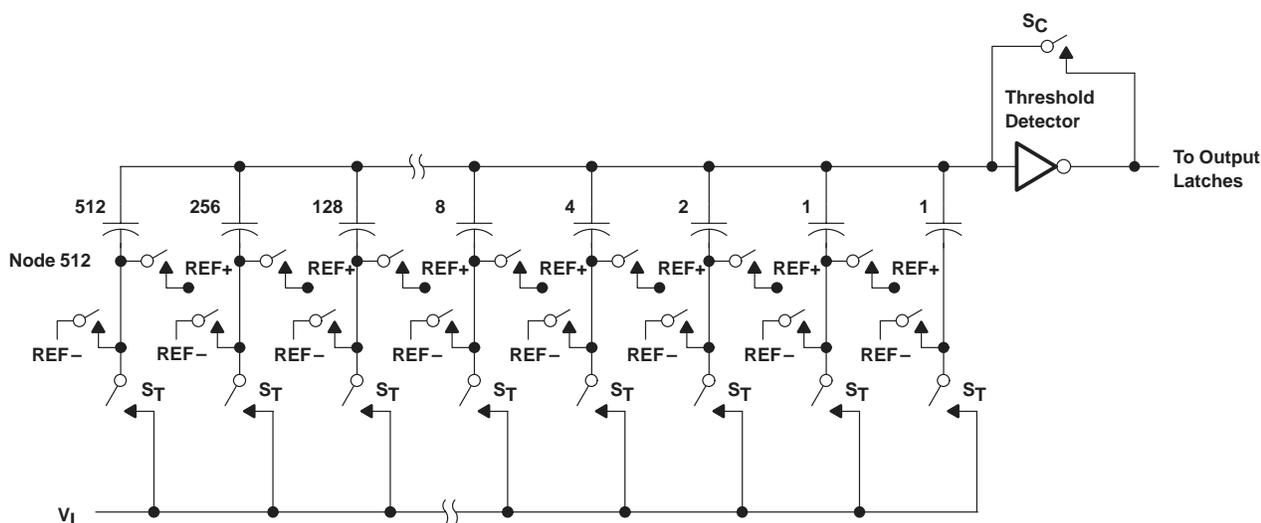 SC
Threshold
Detector
To Output
Latches
512 256 128 8 4 2 1 1
Node 512 REF+ REF+ REF+ REF+ REF+ REF+ REF+
REF– REF– REF– REF– REF– REF– REF– REF–
ST ST ST ST ST ST ST ST
VI